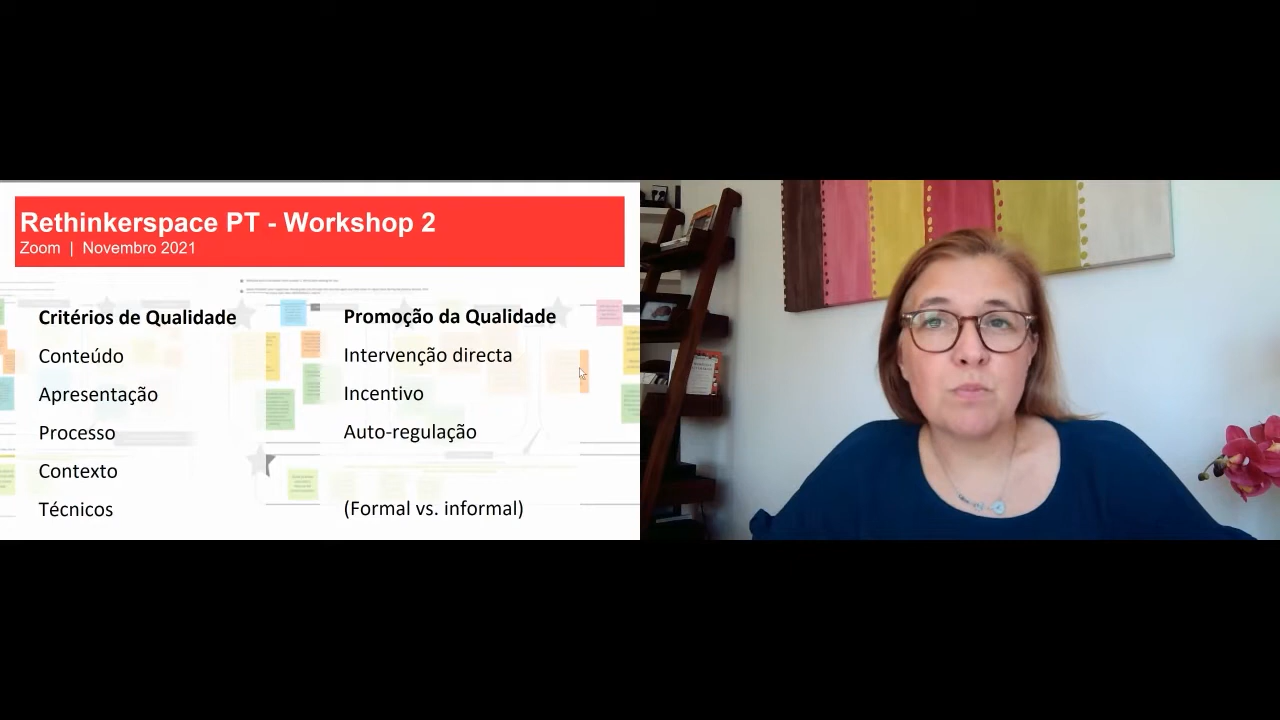 Rethinkerspace PT - Workshop 2
Zoom | Novembro 2021
Critérios de Qualidade
Conteúdo
Apresentação
Processo
Contexto
Técnicos
Promoção da Qualidade
Intervenção directa
Incentivo
Auto-regulação
(Formal vs. informal)